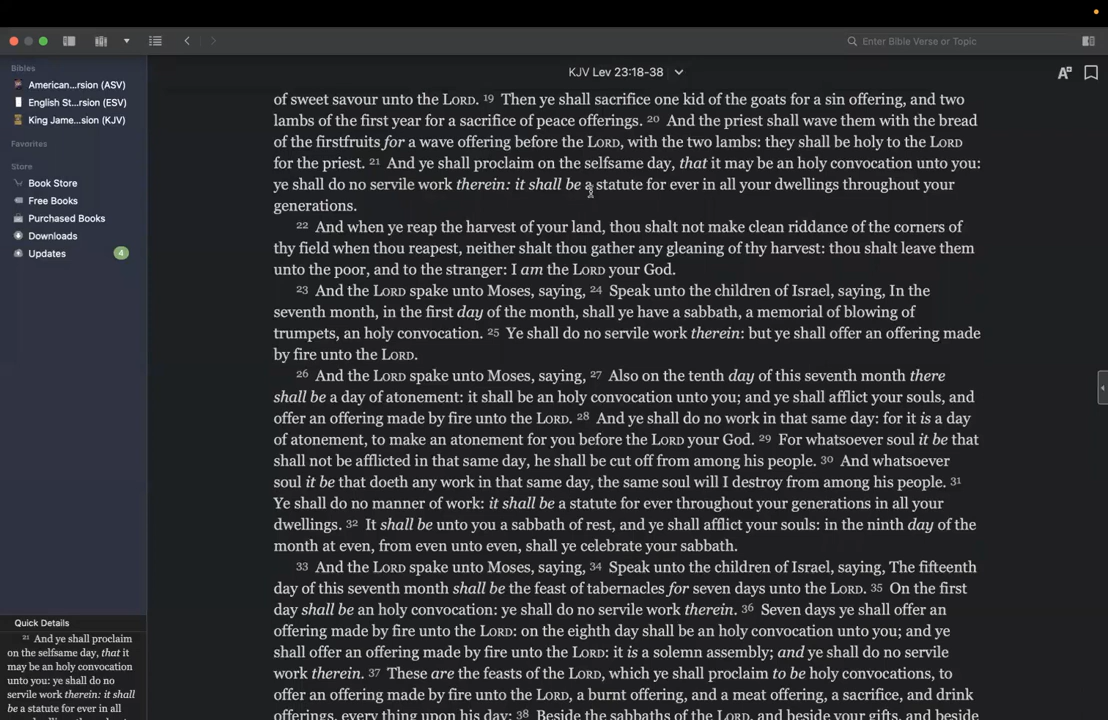 Enter Bible Verse or Topic
Bibles
American...rsion (ASV)
English St...rsion (ESV)
King Jame...sion (KJV)
Favorites
Store
Book Store
Free Books
Purchased Books
Downloads
Updates 4
KJV Lev 23:18-38
of sweet savour unto the LORD. 19 Then ye shall sacrifice one kid of the goats for a sin offering, and two
lambs of the first year for a sacrifice of peace offerings. 20 And the priest shall wave them with the bread
of the firstfruits for a wave offering before the LORD, with the two lambs: they shall be holy to the LORD
for the priest. 21 And ye shall proclaim on the selfsame day, that it may be an holy convocation unto you:
ye shall do no servile work therein: it shall be a statute for ever in all your dwellings throughout your
generations.
22 And when ye reap the harvest of your land, thou shalt not make clean riddance of the corners of
thy field when thou reapest, neither shalt thou gather any gleaning of thy harvest: thou shalt leave them
unto the poor, and to the stranger: I am the LORD your God.
23 And the LORD spake unto Moses, saying, 24 Speak unto the children of Israel, saying, In the
seventh month, in the first day of the month, shall ye have a sabbath, a memorial of blowing of
trumpets, an holy convocation. 25 Ye shall do no servile work therein: but ye shall offer an offering made
by fire unto the LORD.
26 And the LORD spake unto Moses, saying, 27 Also on the tenth day of this seventh month there
shall be a day of atonement: it shall be an holy convocation unto you; and ye shall afflict your souls, and
offer an offering made by fire unto the LORD. 28 And ye shall do no work in that same day: for it is a day
of atonement, to make an atonement for you before the LORD your God. 29 For whatsoever soul it be that
shall not be afflicted in that same day, he shall be cut off from among his people. 30 And whatsoever
soul it be that doeth any work in that same day, the same soul will I destroy from among his people. 31
Ye shall do no manner of work: it shall be a statute for ever throughout your generations in all your
dwellings. 32 It shall be unto you a sabbath of rest, and ye shall afflict your souls: in the ninth day of the
month at even, from even unto even, shall ye celebrate your sabbath.
33 And the LORD spake unto Moses, saying, 34 Speak unto the children of Israel, saying, The fifteenth
day of this seventh month shall be the feast of tabernacles for seven days unto the LORD. 35 On the first
day shall be an holy convocation: ye shall do no servile work therein. 36 Seven days ye shall offer an
offering made by fire unto the LORD: on the eighth day shall be an holy convocation unto you; and ye
shall offer an offering made by fire unto the LORD: it is a solemn assembly; and ye shall do no servile
work therein. 37 These are the feasts of the LORD, which ye shall proclaim to be holy convocations, to
offer an offering made by fire unto the LORD, a burnt offering, and a meat offering, a sacrifice, and drink
offerings, every thing upon his day: 38 Beside the sabbaths of the LORD, and beside your gifts, and beside
Quick Details
21 And ye shall proclaim
on the selfsame day, that it
may be an holy convocation
unto you: ye shall do no
servile work therein: it shall
be a statute for ever in all